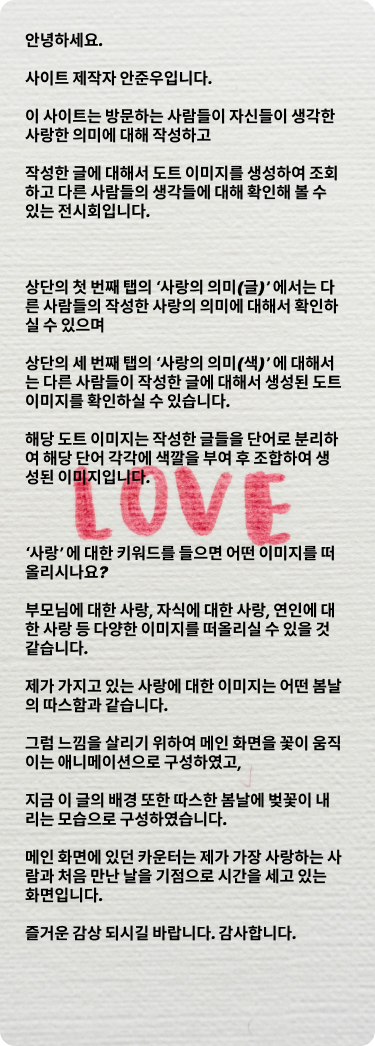 안녕하세요.
사이트 제작자 안준우입니다.
이 사이트는 방문하는 사람들이 자신들이 생각한
사랑한 의미에 대해 작성하고
작성한 글에 대해서 도트 이미지를 생성하여 조회
하고 다른 사람들의 생각들에 대해 확인해 볼 수
있는 전시회입니다.
상단의 첫 번째 탭의 ‘사랑의 의미(글)’에서는 다
른 사람들의 작성한 사랑의 의미에 대해서 확인하
실 수 있으며
상단의 세 번째 탭의 ‘사랑의 의미(색)’에 대해서
는 다른 사람들이 작성한 글에 대해서 생성된 도트
이미지를 확인하실 수 있습니다.
해당 도트 이미지는 작성한 글들을 단어로 분리하
여 해당 단어 각각에 색깔을 부여 후 조합하여 생
성된 이미지입니다.
LOVE
‘사랑’에 대한 키워드를 들으면 어떤 이미지를 떠
올리시나요?
부모님에 대한 사랑, 자식에 대한 사랑, 연인에 대
한 사랑 등 다양한 이미지를 떠올리실 수 있을 것
같습니다.
제가 가지고 있는 사랑에 대한 이미지는 어떤 봄날
의 따스함과 같습니다.
그럼 느낌을 살리기 위하여 메인 화면을 꽃이 움직
이는 애니메이션으로 구성하였고,
지금 이 글의 배경 또한 따스한 봄날에 벚꽃이 내
리는 모습으로 구성하였습니다.
메인 화면에 있던 카운터는 제가 가장 사랑하는 사
람과 처음 만난 날을 기점으로 시간을 세고 있는
화면입니다.
즐거운 감상 되시길 바랍니다. 감사합니다.